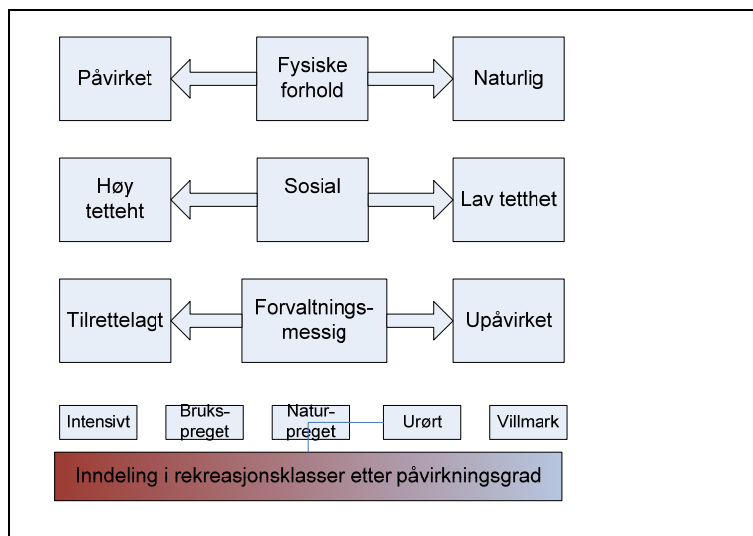 Påvirket
Fysiske
forhold
Naturlig
Høy
tetteht
Sosial
Lav tetthet
Tilrettelagt
Forvaltnings-
messig
Upåvirket
Intensivt
Bruks-
preget
Natur-
preget
Urørt
Villmark
Inndeling i rekreasjonsklasser etter påvirkningsgrad